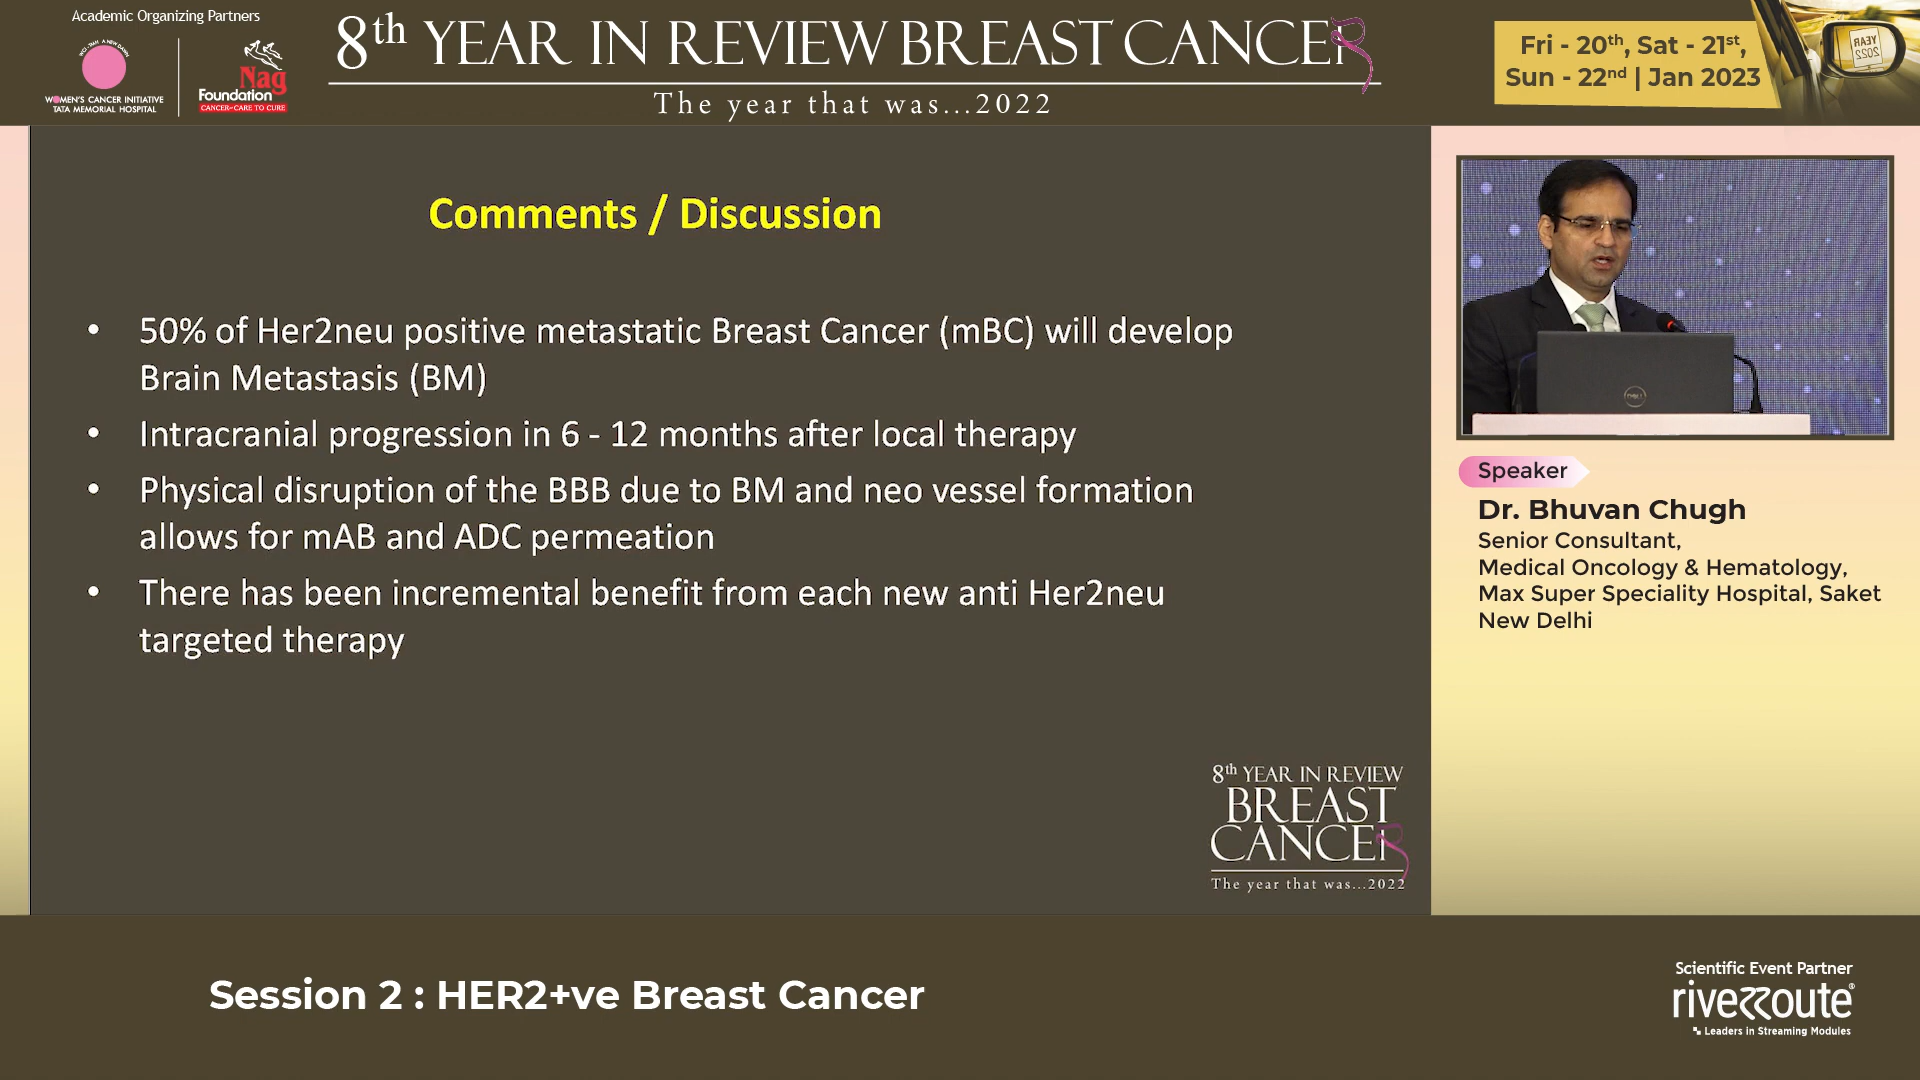 Academic Organizing Partners
WOMEN'S CANCER INITIATIVE
TATA MEMORIAL HOSPITAL
Nag
Foundation
CANCER-CARE TO CURE
8th YEAR IN REVIEW BREAST CANCER
The year that was...2022
Fri - 20th, Sat - 21st,
Sun - 22nd | Jan 2023
YEAR
2022
Comments / Discussion
• 50% of Her2neu positive metastatic Breast Cancer (mBC) will develop
Brain Metastasis (BM)
• Intracranial progression in 6 - 12 months after local therapy
• Physical disruption of the BBB due to BM and neo vessel formation
allows for mAB and ADC permeation
• There has been incremental benefit from each new anti Her2neu
targeted therapy
8th YEAR IN REVIEW
BREAST
CANCER
The year that was...2022
DELL
Speaker
Dr. Bhuvan Chugh
Senior Consultant,
Medical Oncology & Hematology,
Max Super Speciality Hospital, Saket
New Delhi
Session 2 : HER2+ve Breast Cancer
Scientific Event Partner
riveRRoute®
Leaders in Streaming Modules